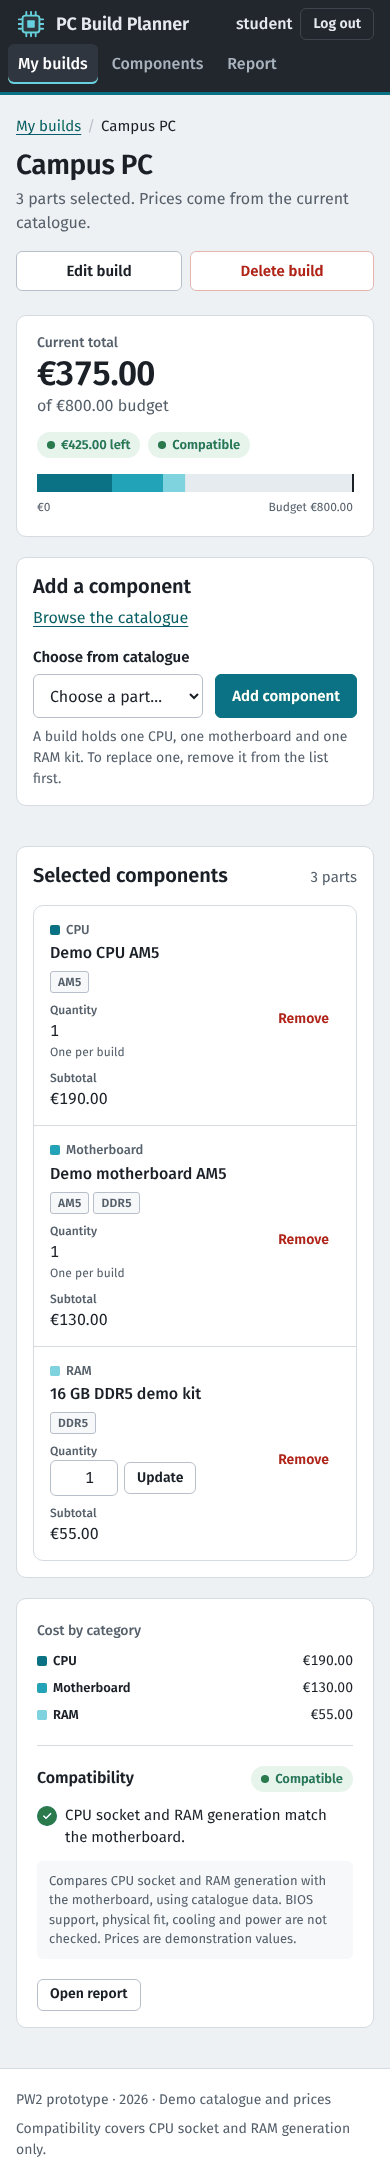 PC Build Planner
student
Log out
My builds
Components
Report
My builds / Campus PC
Campus PC
3 parts selected. Prices come from the current
catalogue.
Edit build
Delete build
Current total
€375.00
of €800.00 budget
€425.00 left
Compatible
€0
Budget €800.00
Add a component
Browse the catalogue
Choose from catalogue
Choose a part...
Add component
A build holds one CPU, one motherboard and one
RAM kit. To replace one, remove it from the list
first.
Selected components
3 parts
CPU
Demo CPU AM5
AM5
Quantity
1
One per build
Subtotal
€190.00
Remove
Motherboard
Demo motherboard AM5
AM5
DDR5
Quantity
1
One per build
Subtotal
€130.00
Remove
RAM
16 GB DDR5 demo kit
DDR5
Quantity
1
Update
Subtotal
€55.00
Remove
Cost by category
CPU €190.00
Motherboard €130.00
RAM €55.00
Compatibility
Compatible
CPU socket and RAM generation match
the motherboard.
Compares CPU socket and RAM generation with
the motherboard, using catalogue data. BIOS
support, physical fit, cooling and power are not
checked. Prices are demonstration values.
Open report
PW2 prototype · 2026 · Demo catalogue and prices
Compatibility covers CPU socket and RAM generation
only.